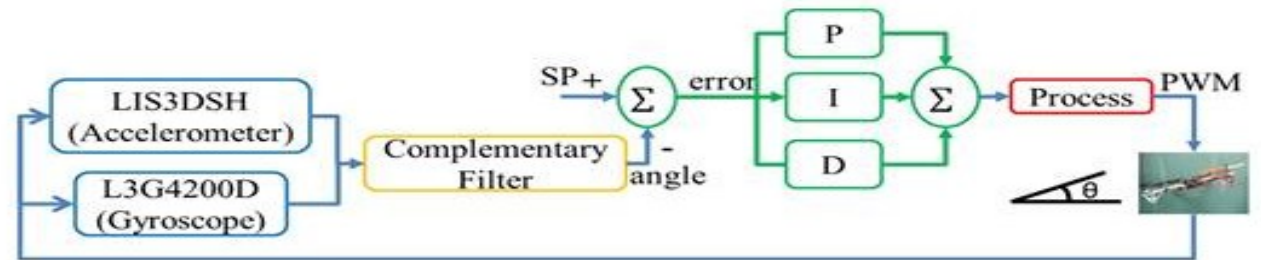 LIS3DSH
(Accelerometer)
L3G4200D
(Gyroscope)
Complementary
Filter
SP+
Σ
-
angle
error
P
I
D
Σ
Process
PWM
θ